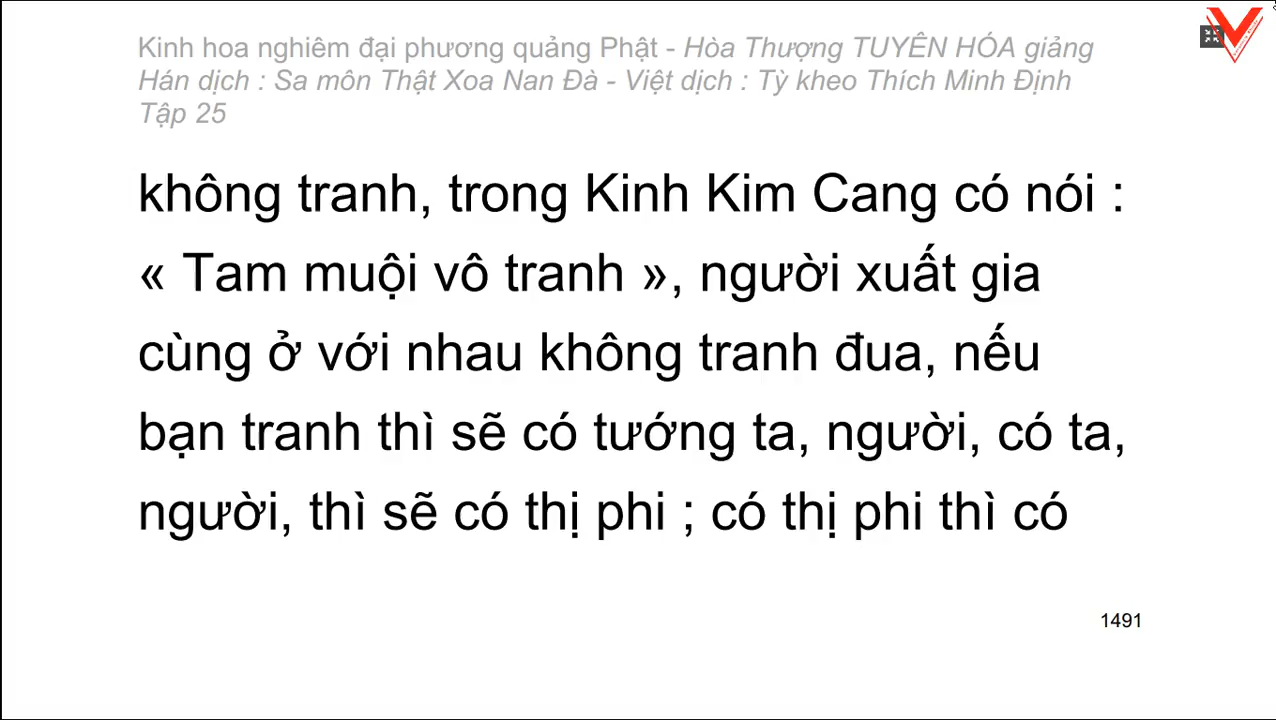 Kinh hoa nghiêm đại phương quảng Phật - Hòa Thượng TUYÊN HÓA giảng
Hán dịch : Sa môn Thật Xoa Nan Đà - Việt dịch : Tỳ kheo Thích Minh Định
Tập 25
không tranh, trong Kinh Kim Cang có nói :
« Tam muội vô tranh », người xuất gia
cùng ở với nhau không tranh đua, nếu
bạn tranh thì sẽ có tướng ta, người, có ta,
người, thì sẽ có thị phi ; có thị phi thì có
1491